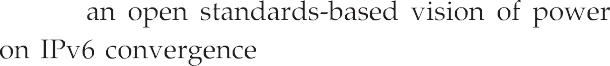 an open standards-based vision of power
on IPv6 convergence